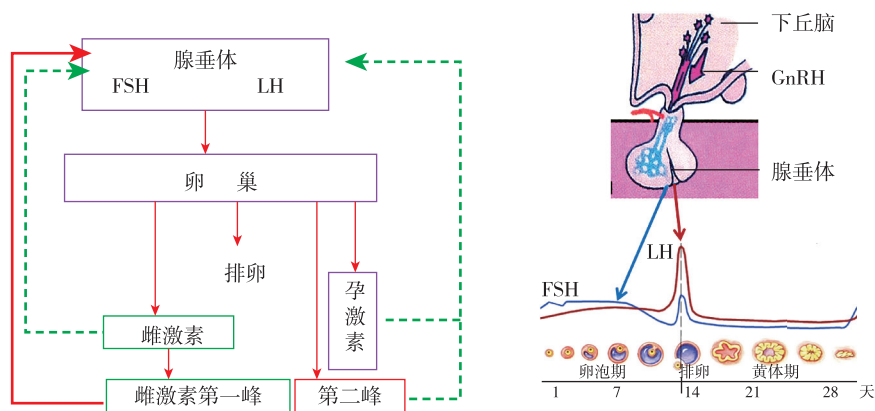 腺垂体
FSH LH
卵 巢
排卵
孕激素
雌激素
雌激素第一峰
第二峰
下丘脑
GnRH
腺垂体
LH
FSH
卵泡期 排卵 黄体期
1 7 14 21 28 天